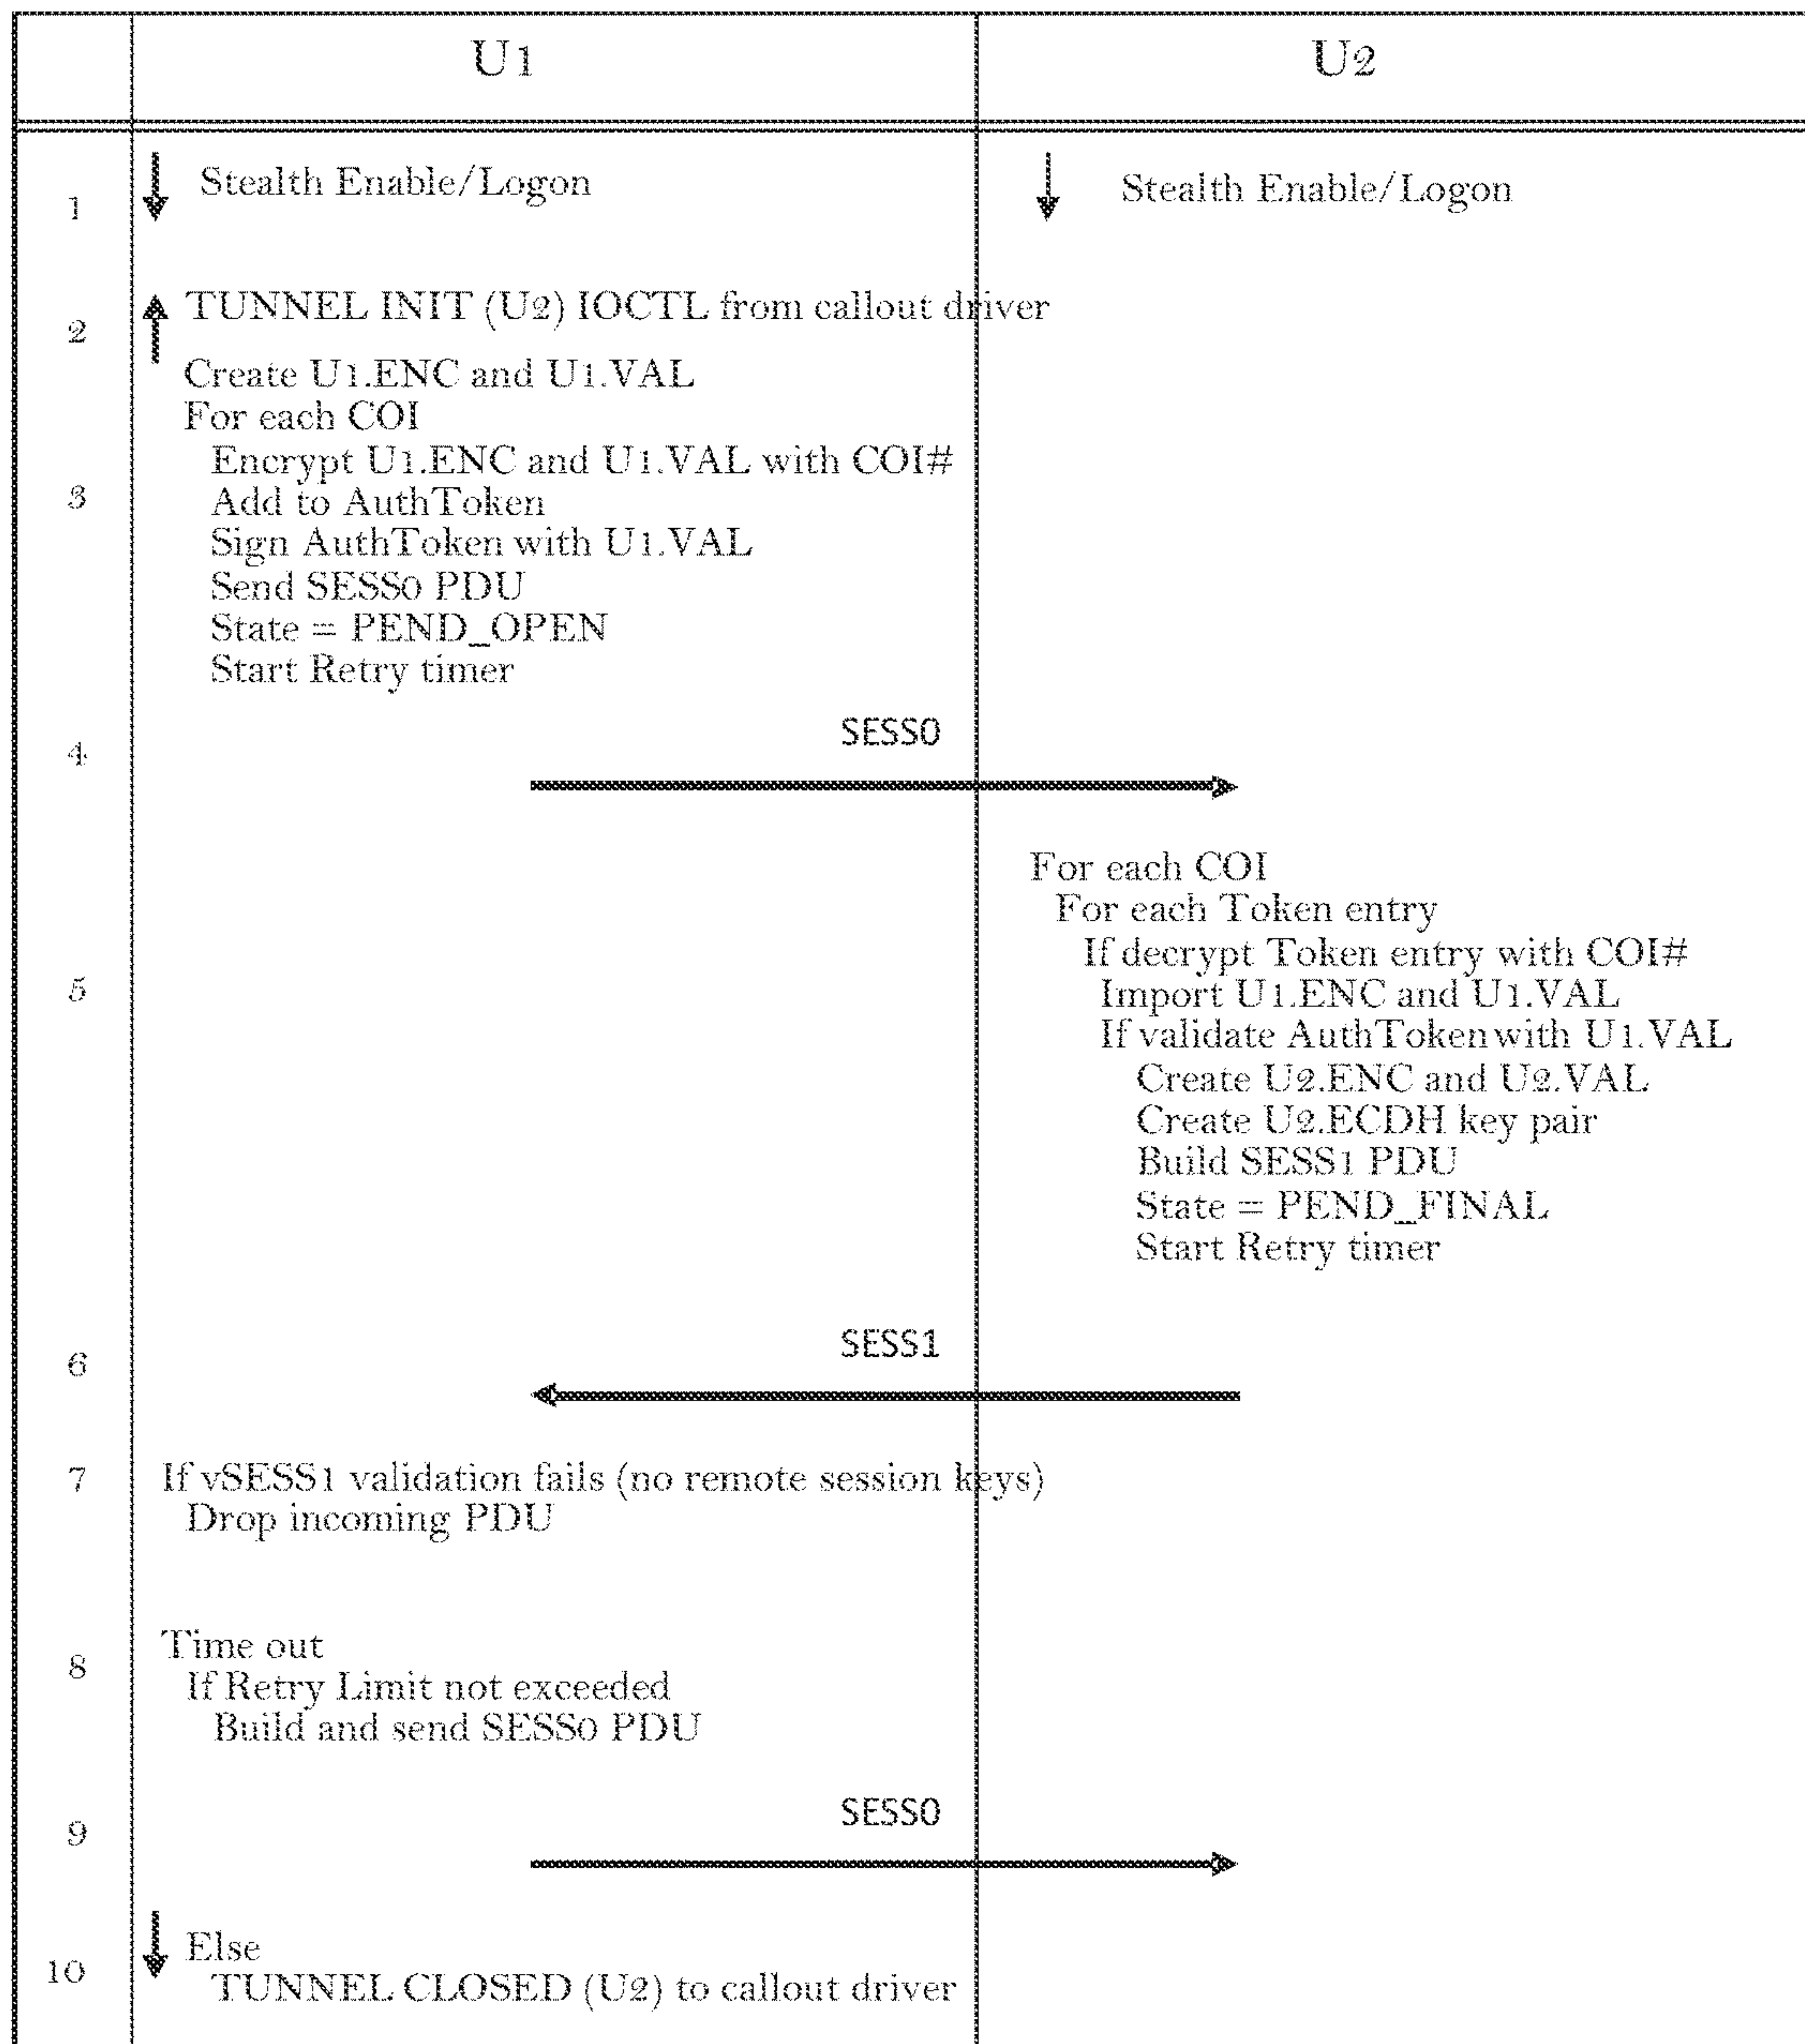 U1
U2
1
Stealth Enable/Logon
Stealth Enable/Logon
2
TUNNEL INIT (U2) IOCTL from callout driver
Create U1.ENC and U1.VAL
For each COI
Encrypt U1.ENC and U1.VAL with COI#
3
Add to AuthToken
Sign AuthToken with U1.VAL
Send SESS0 PDU
State = PEND_OPEN
Start Retry timer
4
SESS0
For each COI
For each Token entry
If decrypt Token entry with COI#
5
Import U1.ENC and U1.VAL
If validate AuthToken with U1.VAL
Create U2.ENC and U2.VAL
Create U2.ECDH key pair
Build SESS1 PDU
State = PEND_FINAL
Start Retry timer
6
SESS1
7
If vSESS1 validation fails (no remote session keys)
Drop incoming PDU
8
Time out
If Retry Limit not exceeded
Build and send SESS0 PDU
9
SESS0
10
Else
TUNNEL CLOSED (U2) to callout driver